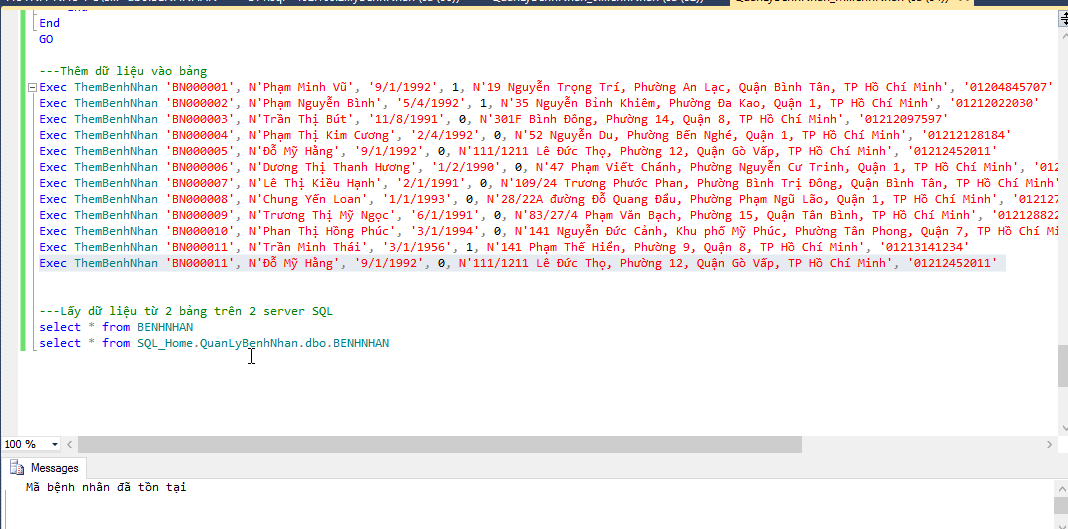 End
End
GO
---Thêm dữ liệu vào bảng
Exec ThemBenhNhan 'BN000001', N'Phạm Minh Vũ', '9/1/1992', 1, N'19 Nguyễn Trọng Trí, Phường An Lạc, Quận Bình Tân, TP Hồ Chí Minh', '01204845707'
Exec ThemBenhNhan 'BN000002', N'Phạm Nguyễn Bình', '5/4/1992', 1, N'35 Nguyễn Bỉnh Khiêm, Phường Đa Kao, Quận 1, TP Hồ Chí Minh', '01212022030'
Exec ThemBenhNhan 'BN000003', N'Trần Thị Bút', '11/8/1991', 0, N'301F Bình Đông, Phường 14, Quận 8, TP Hồ Chí Minh', '01212097597'
Exec ThemBenhNhan 'BN000004', N'Phạm Thị Kim Cương', '2/4/1992', 0, N'52 Nguyễn Du, Phường Bến Nghé, Quận 1, TP Hồ Chí Minh', '01212128184'
Exec ThemBenhNhan 'BN000005', N'Đỗ Mỹ Hằng', '9/1/1992', 0, N'111/1211 Lê Đức Thọ, Phường 12, Quận Gò Vấp, TP Hồ Chí Minh', '01212452011'
Exec ThemBenhNhan 'BN000006', N'Dương Thị Thanh Hương', '1/2/1990', 0, N'47 Phạm Viết Chánh, Phường Nguyễn Cư Trinh, Quận 1, TP Hồ Chí Minh', '012
Exec ThemBenhNhan 'BN000007', N'Lê Thị Kiều Hạnh', '2/1/1991', 0, N'109/24 Trương Phước Phan, Phường Bình Trị Đông, Quận Bình Tân, TP Hồ Chí Minh'
Exec ThemBenhNhan 'BN000008', N'Chung Yến Loan', '1/1/1993', 0, N'28/22A đường Đỗ Quang Đẩu, Phường Phạm Ngũ Lão, Quận 1, TP Hồ Chí Minh', '01212
Exec ThemBenhNhan 'BN000009', N'Trương Thị Mỹ Ngọc', '6/1/1991', 0, N'83/27/4 Phạm Văn Bạch, Phường 15, Quận Tân Bình, TP Hồ Chí Minh', '012128822
Exec ThemBenhNhan 'BN000010', N'Phan Thị Hồng Phúc', '3/1/1994', 0, N'141 Nguyễn Đức Cảnh, Khu phố Mỹ Phúc, Phường Tân Phong, Quận 7, TP Hồ Chí Mi
Exec ThemBenhNhan 'BN000011', N'Trần Minh Thái', '3/1/1956', 1, N'141 Phạm Thế Hiển, Phường 9, Quận 8, TP Hồ Chí Minh', '01213141234'
Exec ThemBenhNhan 'BN000011', N'Đỗ Mỹ Hằng', '9/1/1992', 0, N'111/1211 Lê Đức Thọ, Phường 12, Quận Gò Vấp, TP Hồ Chí Minh', '01212452011'
---Lấy dữ liệu từ 2 bảng trên 2 server SQL
select * from BENHNHAN
select * from SQL_Home.QuanLyBenhNhan.dbo.BENHNHAN
100 %
Messages
Mã bệnh nhân đã tồn tại